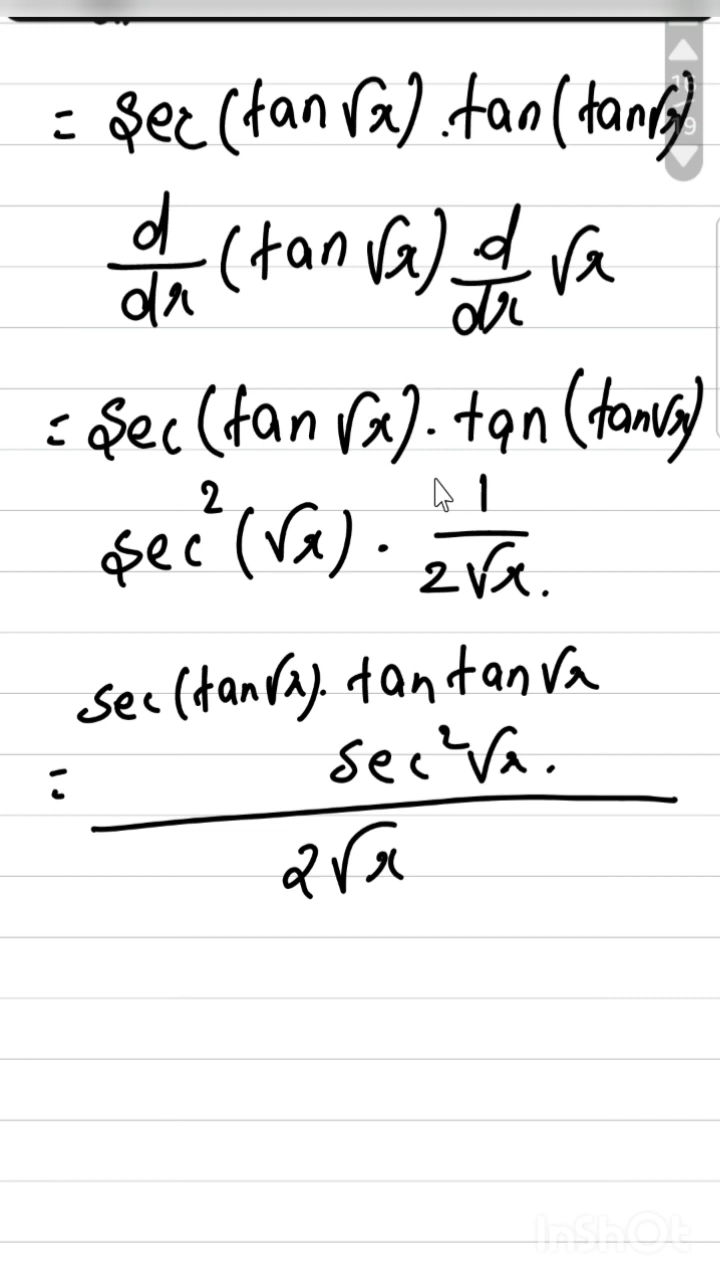 = sec (tan √x) . tan (tan √x)
d/dx (tan √x) . d/dx √x
= sec (tan √x) . tan (tan √x)
sec² (√x) . 1/2√x .
sec (tan √x) . tan tan √x
= sec² √x .
2√x
InShOt